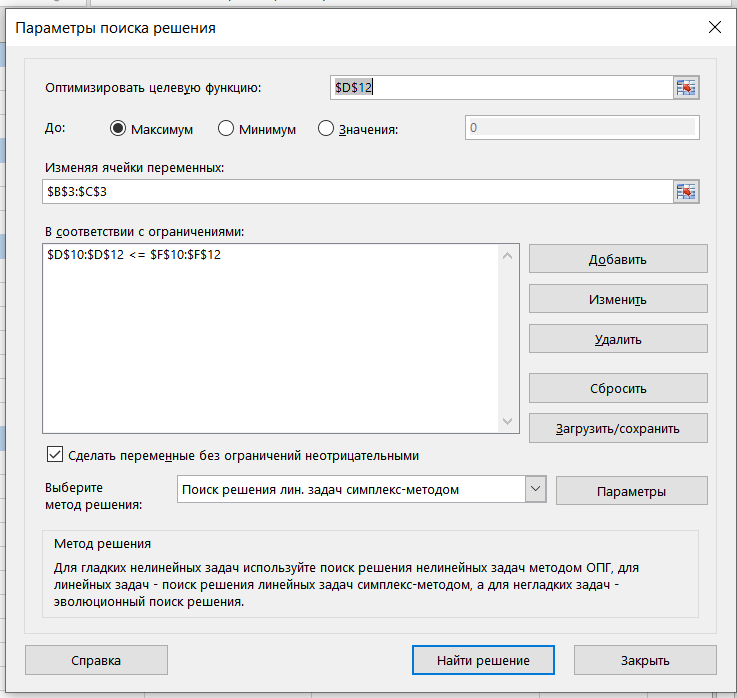 Параметры поиска решения
Оптимизировать целевую функцию:
$D$12
До:
Максимум
Минимум
Значения:
0
Изменяя ячейки переменных:
$B$3:$C$3
В соответствии с ограничениями:
$D$10:$D$12 <= $F$10:$F$12
Добавить
Изменить
Удалить
Сбросить
Загрузить/сохранить
Сделать переменные без ограничений неотрицательными
Выберите
метод решения:
Поиск решения лин. задач симплекс-методом
Параметры
Метод решения
Для гладких нелинейных задач используйте поиск решения нелинейных задач методом ОПГ, для
линейных задач - поиск решения линейных задач симплекс-методом, а для негладких задач -
эволюционный поиск решения.
Справка
Найти решение
Закрыть